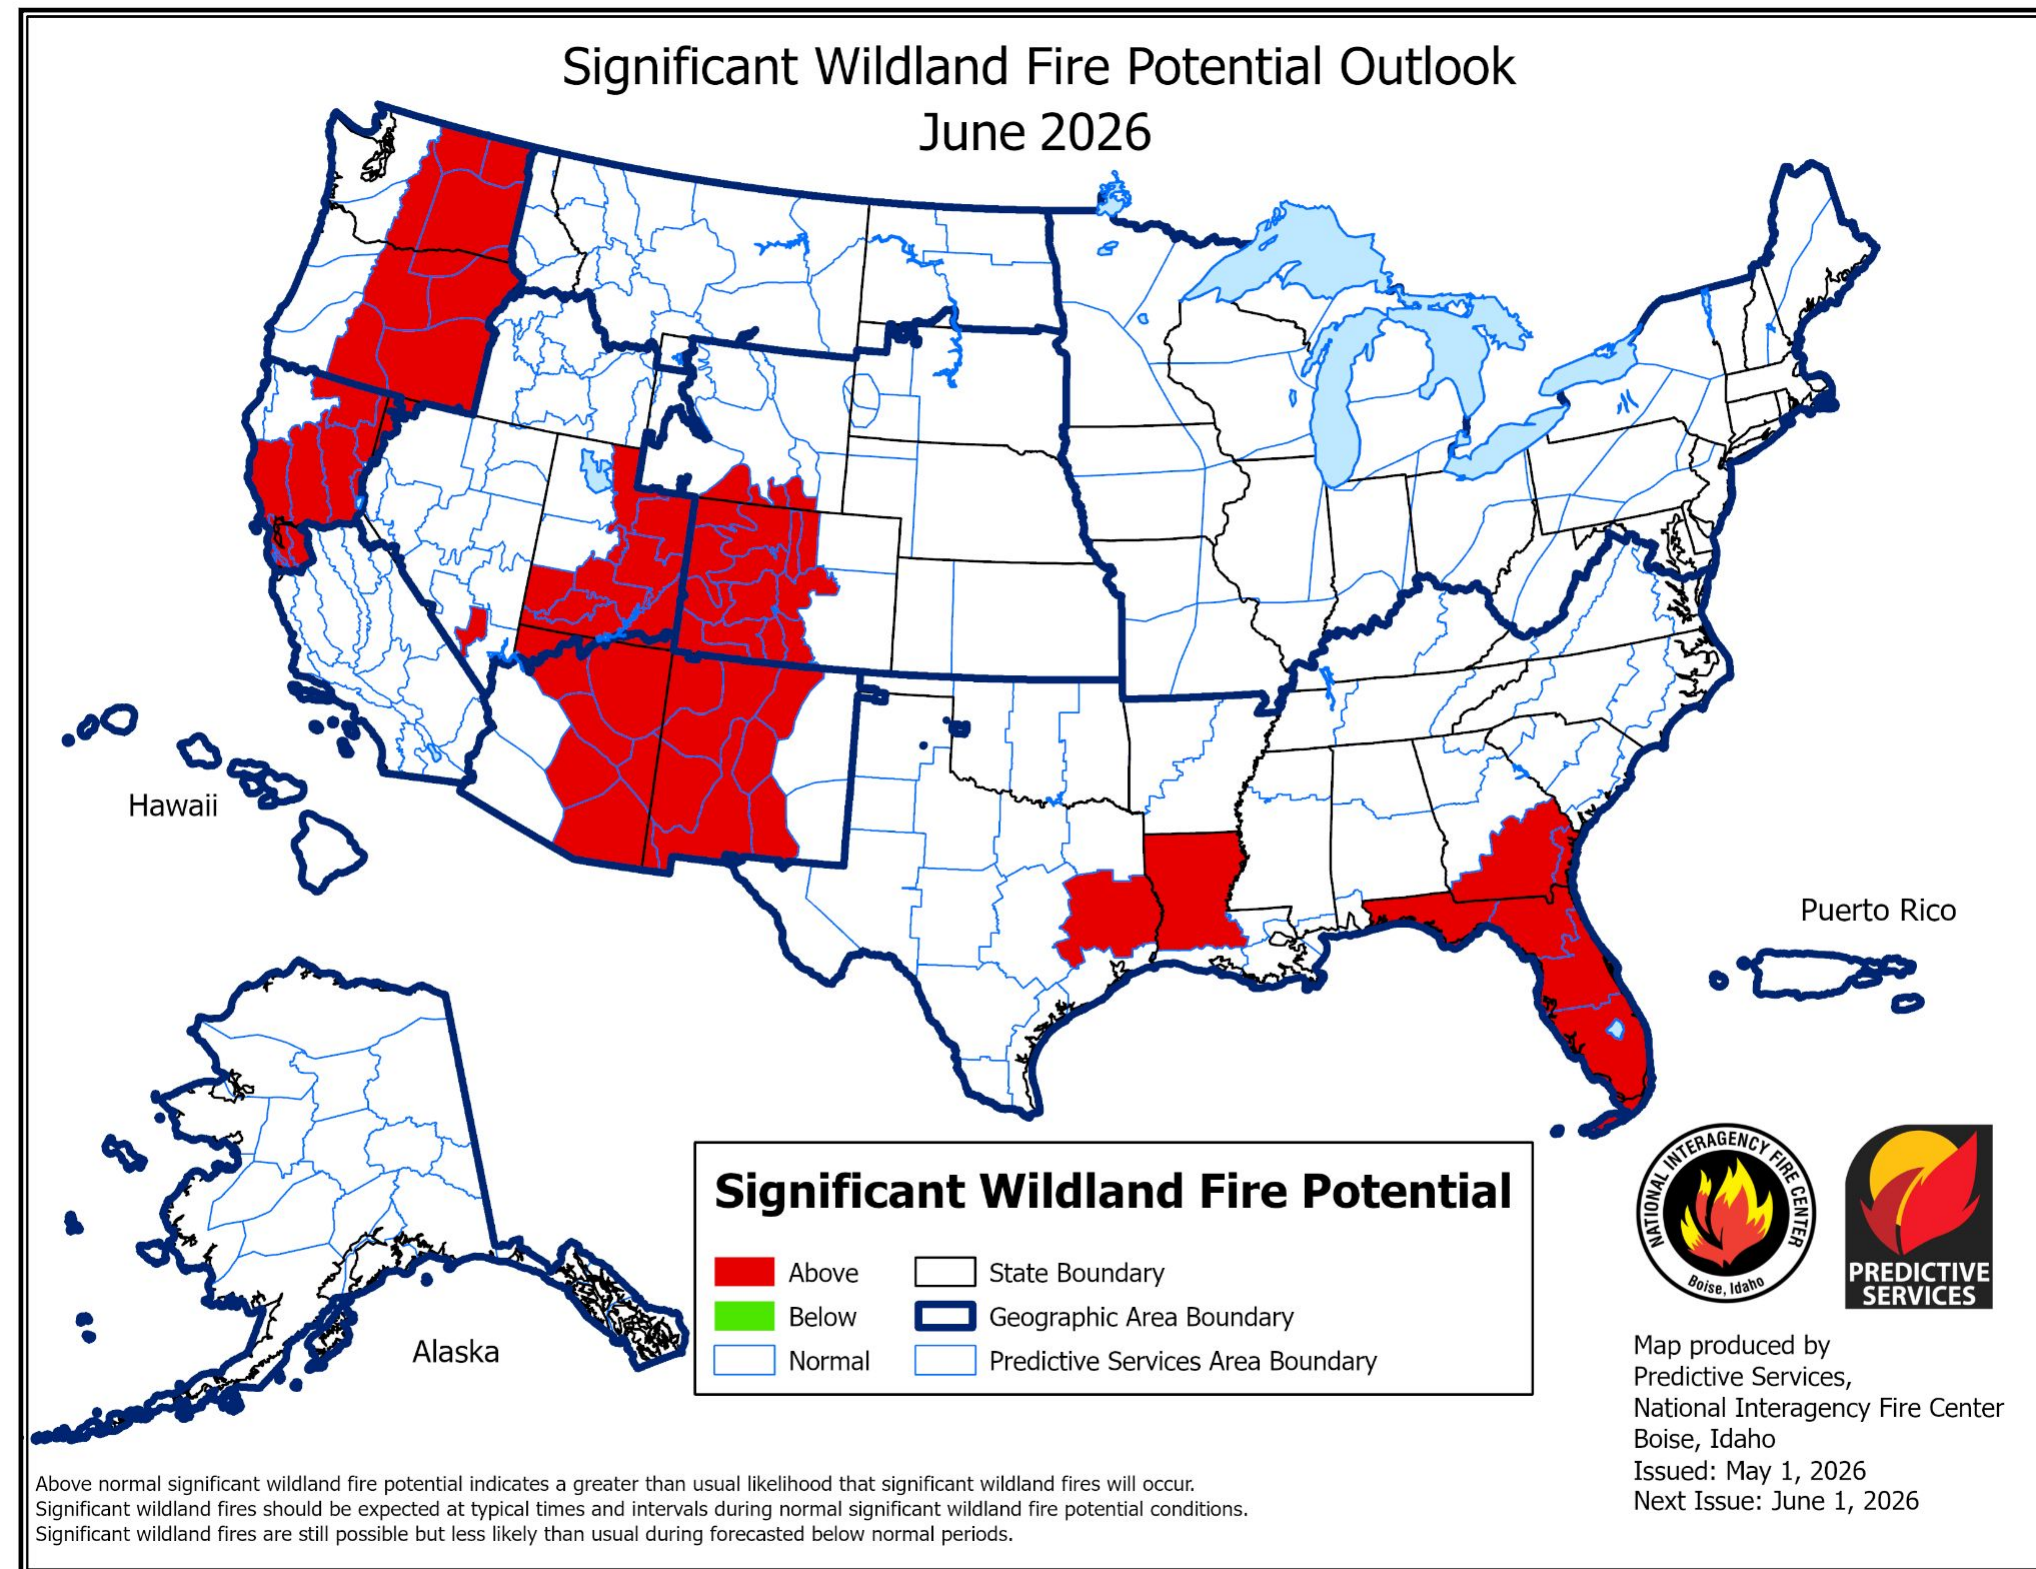 Significant Wildland Fire Potential Outlook
June 2026
Hawaii
Puerto Rico
Alaska
Significant Wildland Fire Potential
Above
State Boundary
Below
Geographic Area Boundary
Normal
Predictive Services Area Boundary
NATIONAL INTERAGENCY FIRE CENTER
Boise, Idaho
PREDICTIVE
SERVICES
Map produced by
Predictive Services,
National Interagency Fire Center
Boise, Idaho
Issued: May 1, 2026
Next Issue: June 1, 2026
Above normal significant wildland fire potential indicates a greater than usual likelihood that significant wildland fires will occur.
Significant wildland fires should be expected at typical times and intervals during normal significant wildland fire potential conditions.
Significant wildland fires are still possible but less likely than usual during forecasted below normal periods.